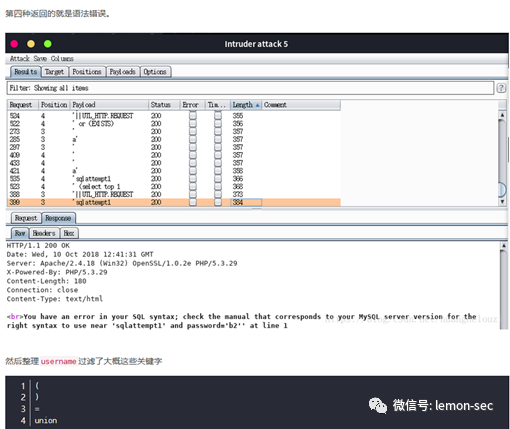 第四种返回的就是语法错误。
Intruder attack 5
Attack Save Columns
Results Target Positions Payloads Options
Filter: Showing all items
?
Request Position Payload Status Error Tim... Length Comment
524 4 '||UTL_HTTP.REQUEST 200 355
522 4 ' or (EXISTS) 200 356
273 3 ' 200 357
285 3 a' 200 357
297 3 ' 200 357
409 4 ' 200 357
433 4 ' 200 357
421 4 a' 200 358
535 4 'sqlattempt1 200 366
523 4 ' (select top 1 200 368
388 3 '||UTL_HTTP.REQUEST 200 373
399 3 'sqlattempt1 200 384
Request Response
Raw Headers Hex
HTTP/1.1 200 OK
Date: Wed, 10 Oct 2018 12:41:31 GMT
Server: Apache/2.4.18 (Win32) OpenSSL/1.0.2e PHP/5.3.29
X-Powered-By: PHP/5.3.29
Content-Length: 180
Connection: close
Content-Type: text/html
<br>You have an error in your SQL syntax; check the manual that corresponds to your MySQL server version for the
right syntax to use near 'sqlattempt1' and password='b2'' at line 1
然后整理 username 过滤了大概这些关键字
1 (
2 )
3 =
4 union
微信号: lemon-sec